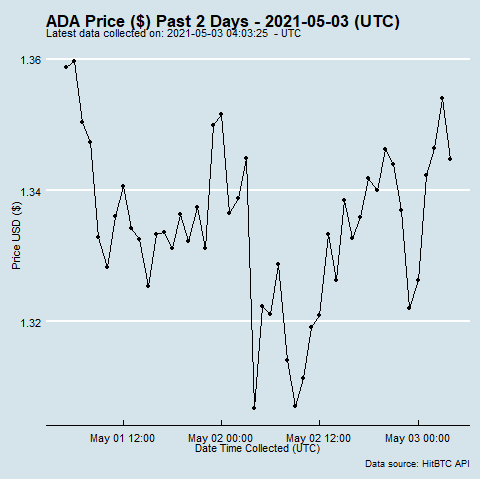 ADA Price ($) Past 2 Days - 2021-05-03 (UTC)
Latest data collected on: 2021-05-03 04:03:25  - UTC
1.36
1.34
1.32
Price USD ($)
May 01 12:00
May 02 00:00
May 02 12:00
May 03 00:00
Date Time Collected (UTC)
Data source: HitBTC API